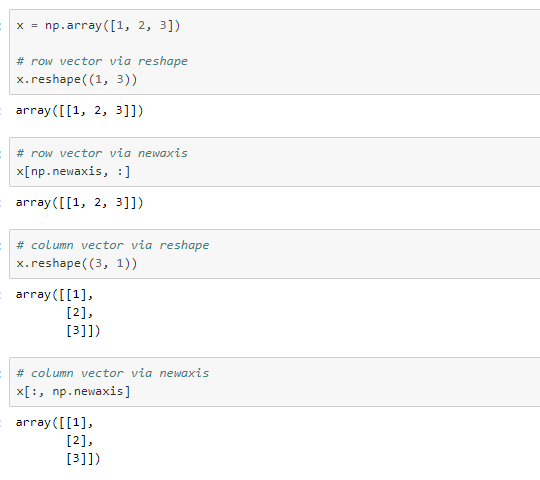 x = np.array([1, 2, 3])
# row vector via reshape
x.reshape((1, 3))
array([[1, 2, 3]])
# row vector via newaxis
x[np.newaxis, :]
array([[1, 2, 3]])
# column vector via reshape
x.reshape((3, 1))
array([[1],
       [2],
       [3]])
# column vector via newaxis
x[:, np.newaxis]
array([[1],
       [2],
       [3]])